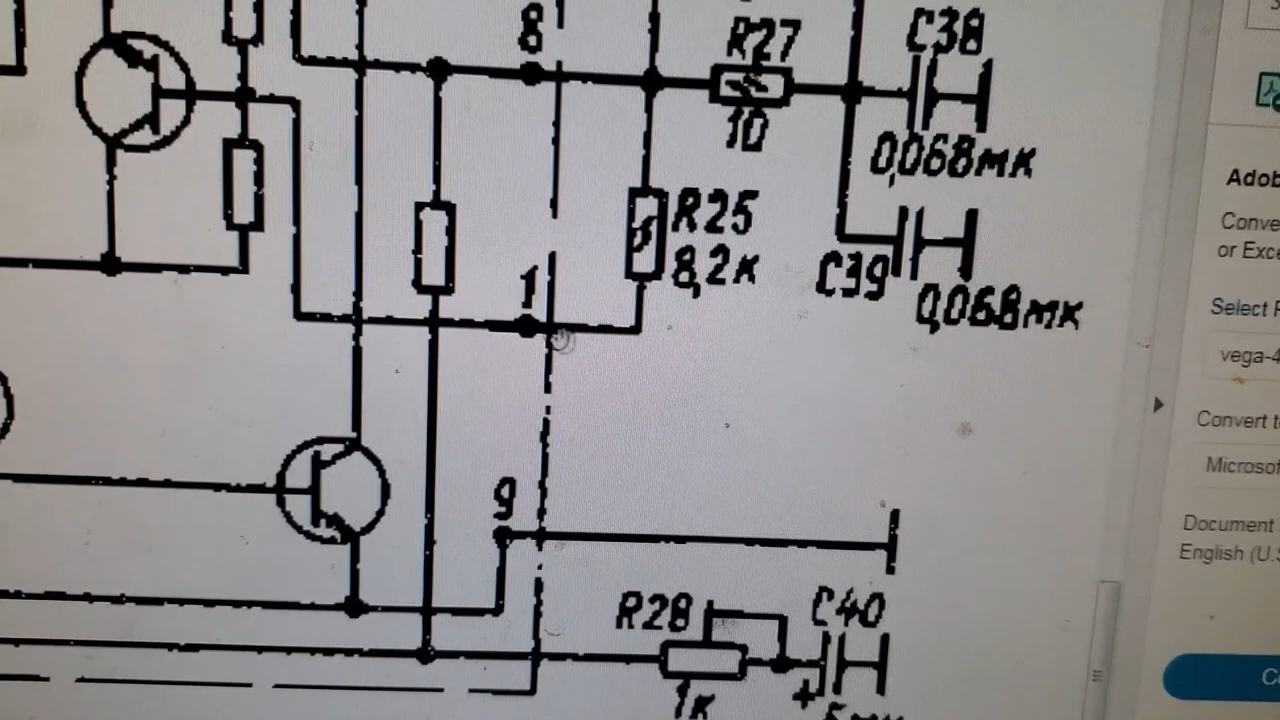 8
R27
10
C38
0,068мк
R25
8,2к
C39
0,068мк
1
9
R28
1к
C40
+
Adob
Conve
or Exce
Select F
vega-4
Convert t
Microsof
Document
English (U.S